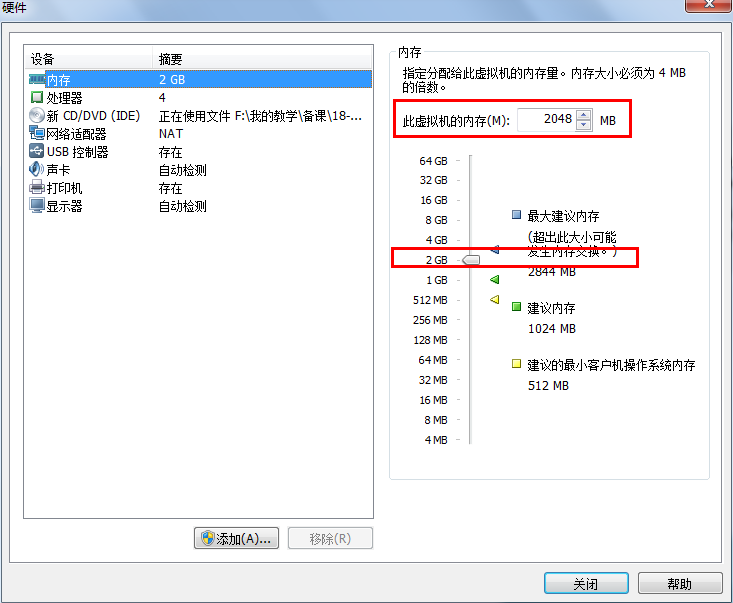 硬件
设备 摘要
内存 2 GB
处理器 4
新 CD/DVD (IDE) 正在使用文件 F:\我的教学\备课\18-...
网络适配器 NAT
USB 控制器 存在
声卡 自动检测
打印机 存在
显示器 自动检测
添加(A)...
移除(R)
内存
指定分配给此虚拟机的内存量。内存大小必须为 4 MB
的倍数。
此虚拟机的内存(M): 2048 MB
64 GB
32 GB
16 GB
8 GB
4 GB
2 GB
1 GB
512 MB
256 MB
128 MB
64 MB
32 MB
16 MB
8 MB
4 MB
最大建议内存
(超出此大小可能
发生内存交换。)
2844 MB
建议内存
1024 MB
建议的最小客户机操作系统内存
512 MB
关闭
帮助